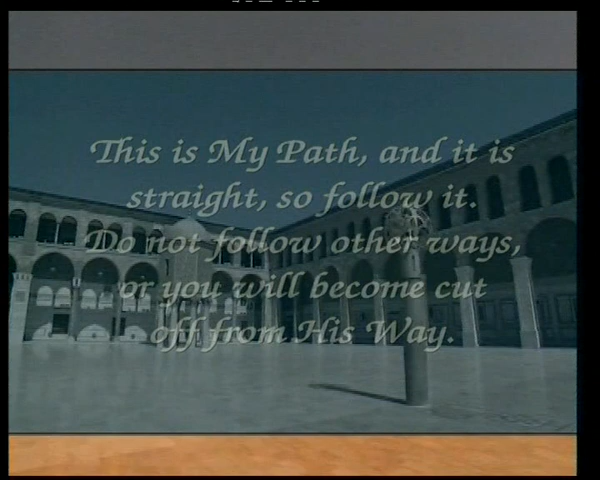 This is My Path, and it is
straight, so follow it.
Do not follow other ways,
or you will become cut
off from His Way.